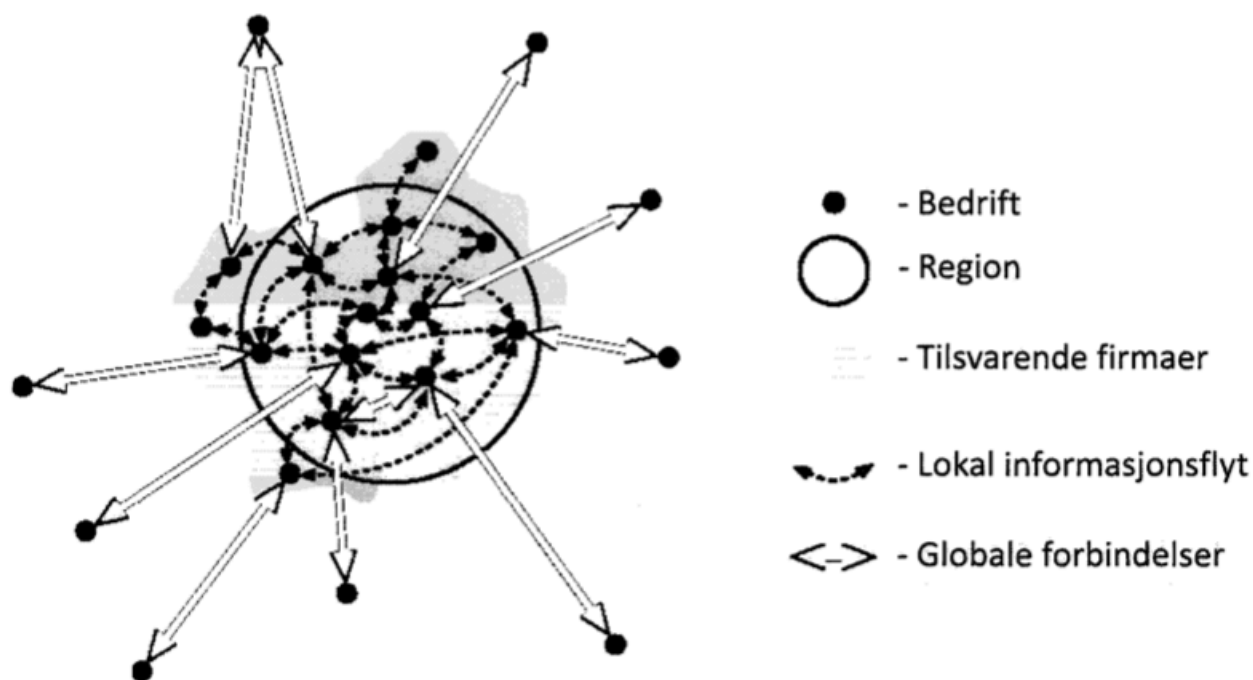 - Bedrift
- Region
- Tilsvarende firmaer
- Lokal informasjonsflyt
- Globale forbindelser